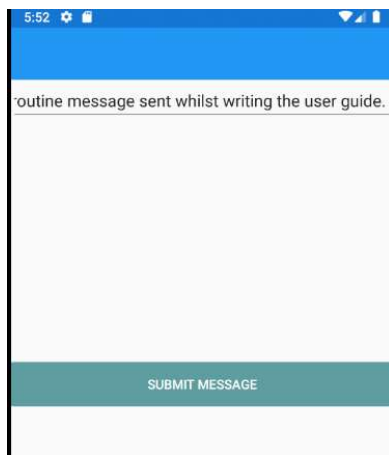 5:52
routine message sent whilst writing the user guide.
SUBMIT MESSAGE